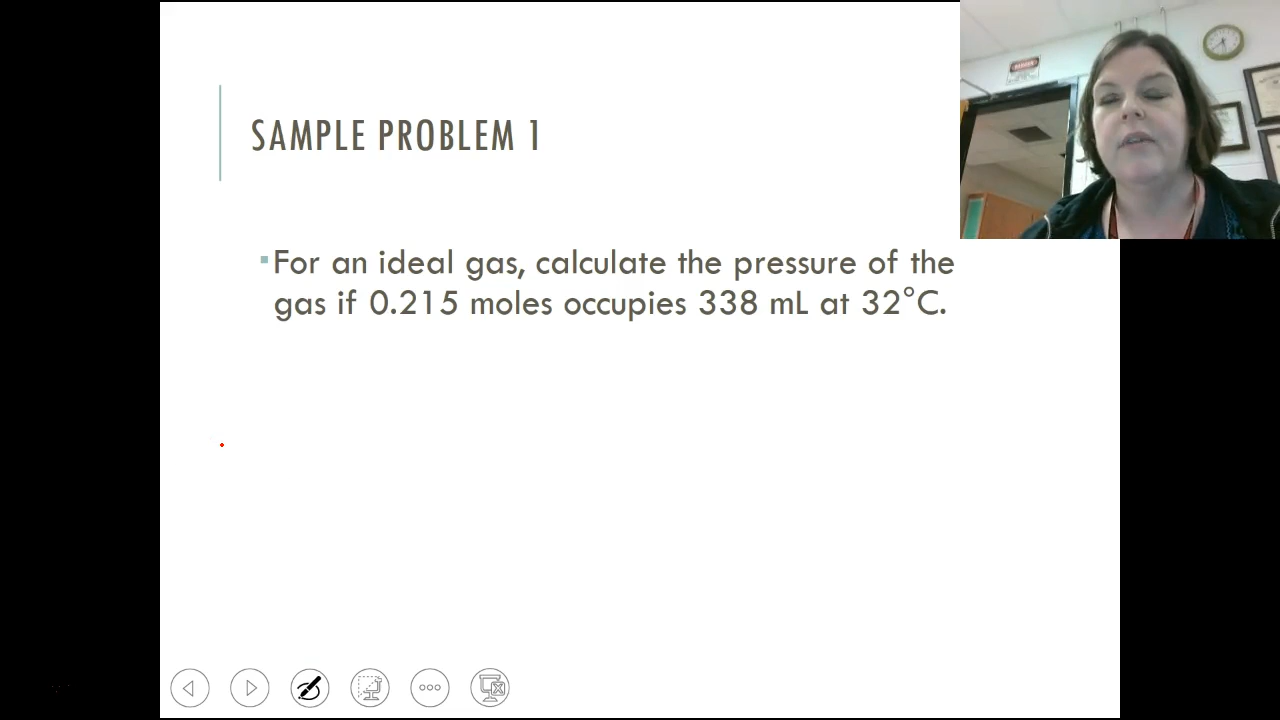 SAMPLE PROBLEM 1
For an ideal gas, calculate the pressure of the
gas if 0.215 moles occupies 338 mL at 32°C.
DANGER